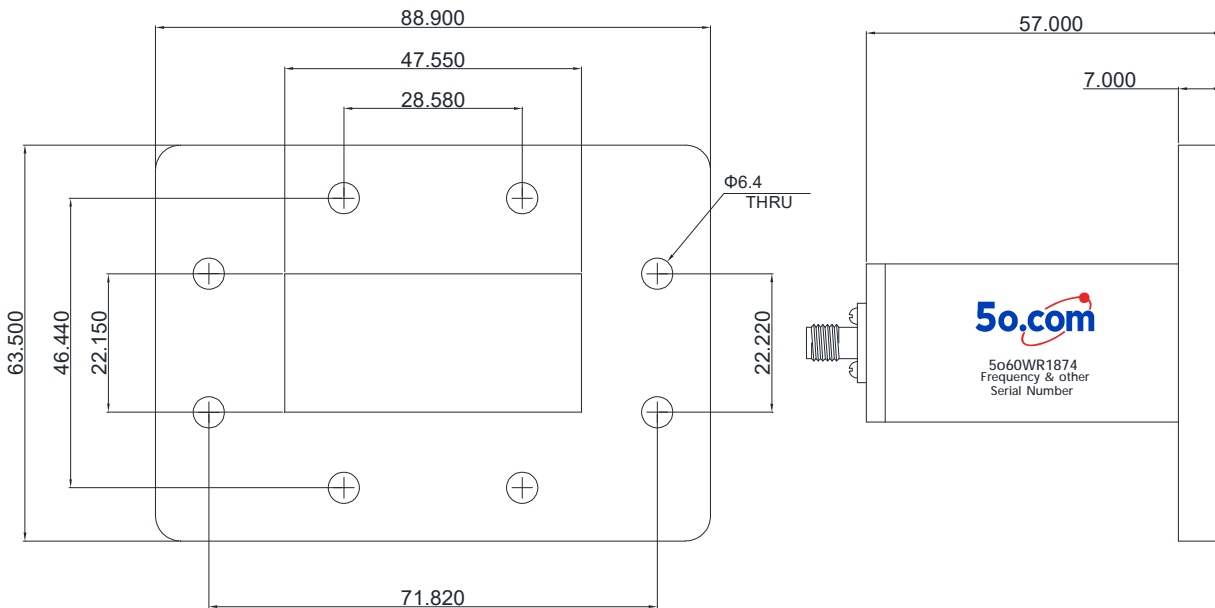 88.900
47.550
28.580
Φ6.4
THRU
63.500
46.440
22.150
22.220
71.820
57.000
7.000
5o.com
5o60WR1874
Frequency & other
Serial Number